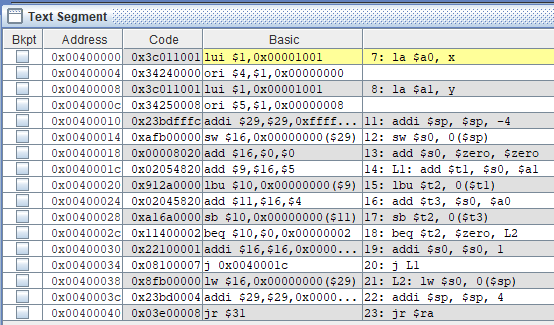 Text Segment
Bkpt Address Code Basic
0x00400000 0x3c011001 lui $1,0x00001001 7: la $a0, x
0x00400004 0x34240000 ori $4,$1,0x00000000
0x00400008 0x3c011001 lui $1,0x00001001 8: la $a1, y
0x0040000c 0x34250008 ori $5,$1,0x00000008
0x00400010 0x23bdfffc addi $29,$29,0xffff... 11: addi $sp, $sp, -4
0x00400014 0xafb00000 sw $16,0x00000000($29) 12: sw $s0, 0($sp)
0x00400018 0x00008020 add $16,$0,$0 13: add $s0, $zero, $zero
0x0040001c 0x02054820 add $9,$16,$5 14: L1: add $t1, $s0, $a1
0x00400020 0x912a0000 lbu $10,0x00000000($9) 15: lbu $t2, 0($t1)
0x00400024 0x02045820 add $11,$16,$4 16: add $t3, $s0, $a0
0x00400028 0xa16a0000 sb $10,0x00000000($11) 17: sb $t2, 0($t3)
0x0040002c 0x11400002 beq $10,$0,0x00000002 18: beq $t2, $zero, L2
0x00400030 0x22100001 addi $16,$16,0x0000... 19: addi $s0, $s0, 1
0x00400034 0x08100007 j 0x0040001c 20: j L1
0x00400038 0x8fb00000 lw $16,0x00000000($29) 21: L2: lw $s0, 0($sp)
0x0040003c 0x23bd0004 addi $29,$29,0x0000... 22: addi $sp, $sp, 4
0x00400040 0x03e00008 jr $31 23: jr $ra